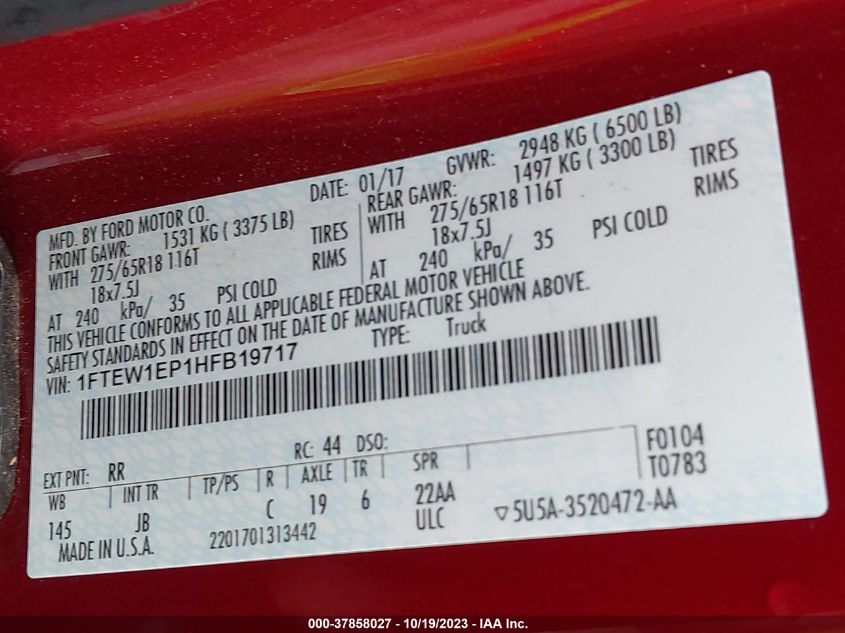 MFD. BY FORD MOTOR CO. DATE: 01/17 GVWR: 2948 KG ( 6500 LB)
FRONT GAWR: 1531 KG ( 3375 LB) REAR GAWR: 1497 KG ( 3300 LB)
WITH 275/65R18 116T TIRES WITH 275/65R18 116T TIRES
18x7.5J RIMS 18x7.5J RIMS
AT 240 kPa/ 35 PSI COLD AT 240 kPa/ 35 PSI COLD
THIS VEHICLE CONFORMS TO ALL APPLICABLE FEDERAL MOTOR VEHICLE
SAFETY STANDARDS IN EFFECT ON THE DATE OF MANUFACTURE SHOWN ABOVE.
VIN: 1FTEW1EP1HFB19717 TYPE: Truck
EXT PNT: RR RC: 44 DSO: F0104
WB INT TR TP/PS R AXLE TR SPR T0783
145 JB C 19 6 22AA
ULC ▽5U5A-3520472-AA
MADE IN U.S.A. 2201701313442
000-37858027 - 10/19/2023 - IAA Inc.